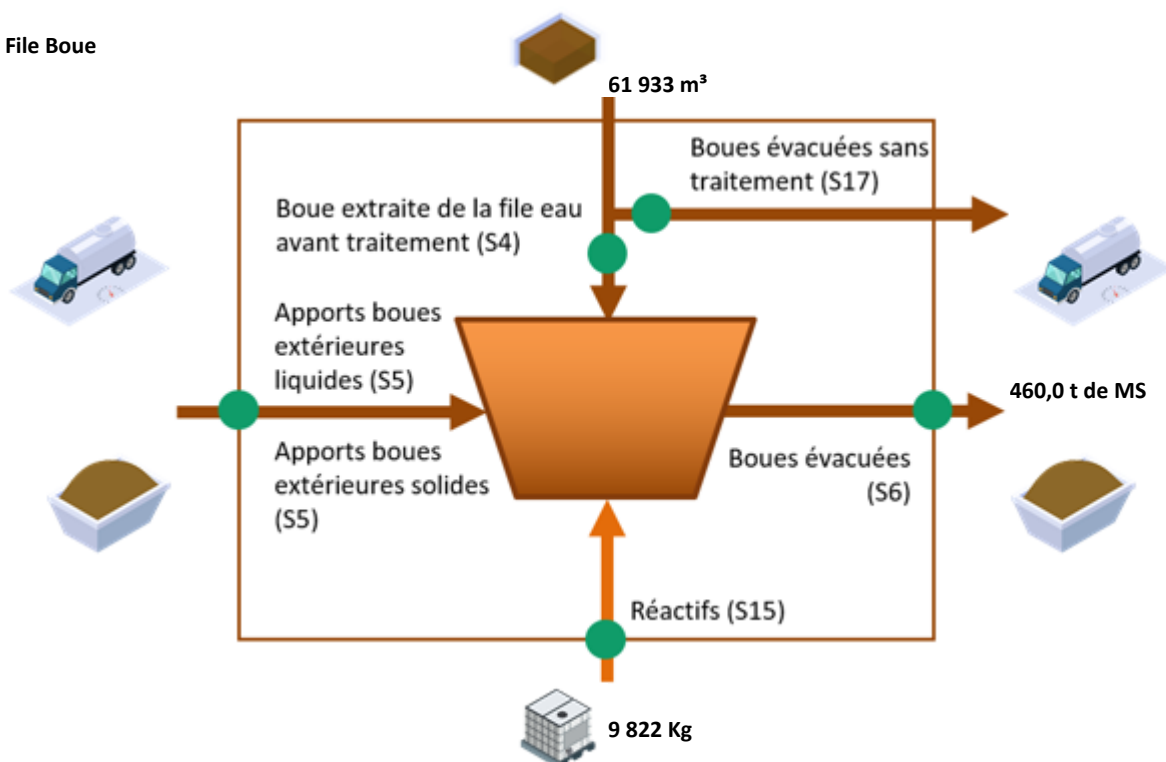 File Boue
61 933 m³
Boues évacuées sans
traitement (S17)
Boue extraite de la file eau
avant traitement (S4)
Apports boues
extérieures
liquides (S5)
460,0 t de MS
Apports boues
extérieures solides
(S5)
Boues évacuées
(S6)
Réactifs (S15)
9 822 Kg